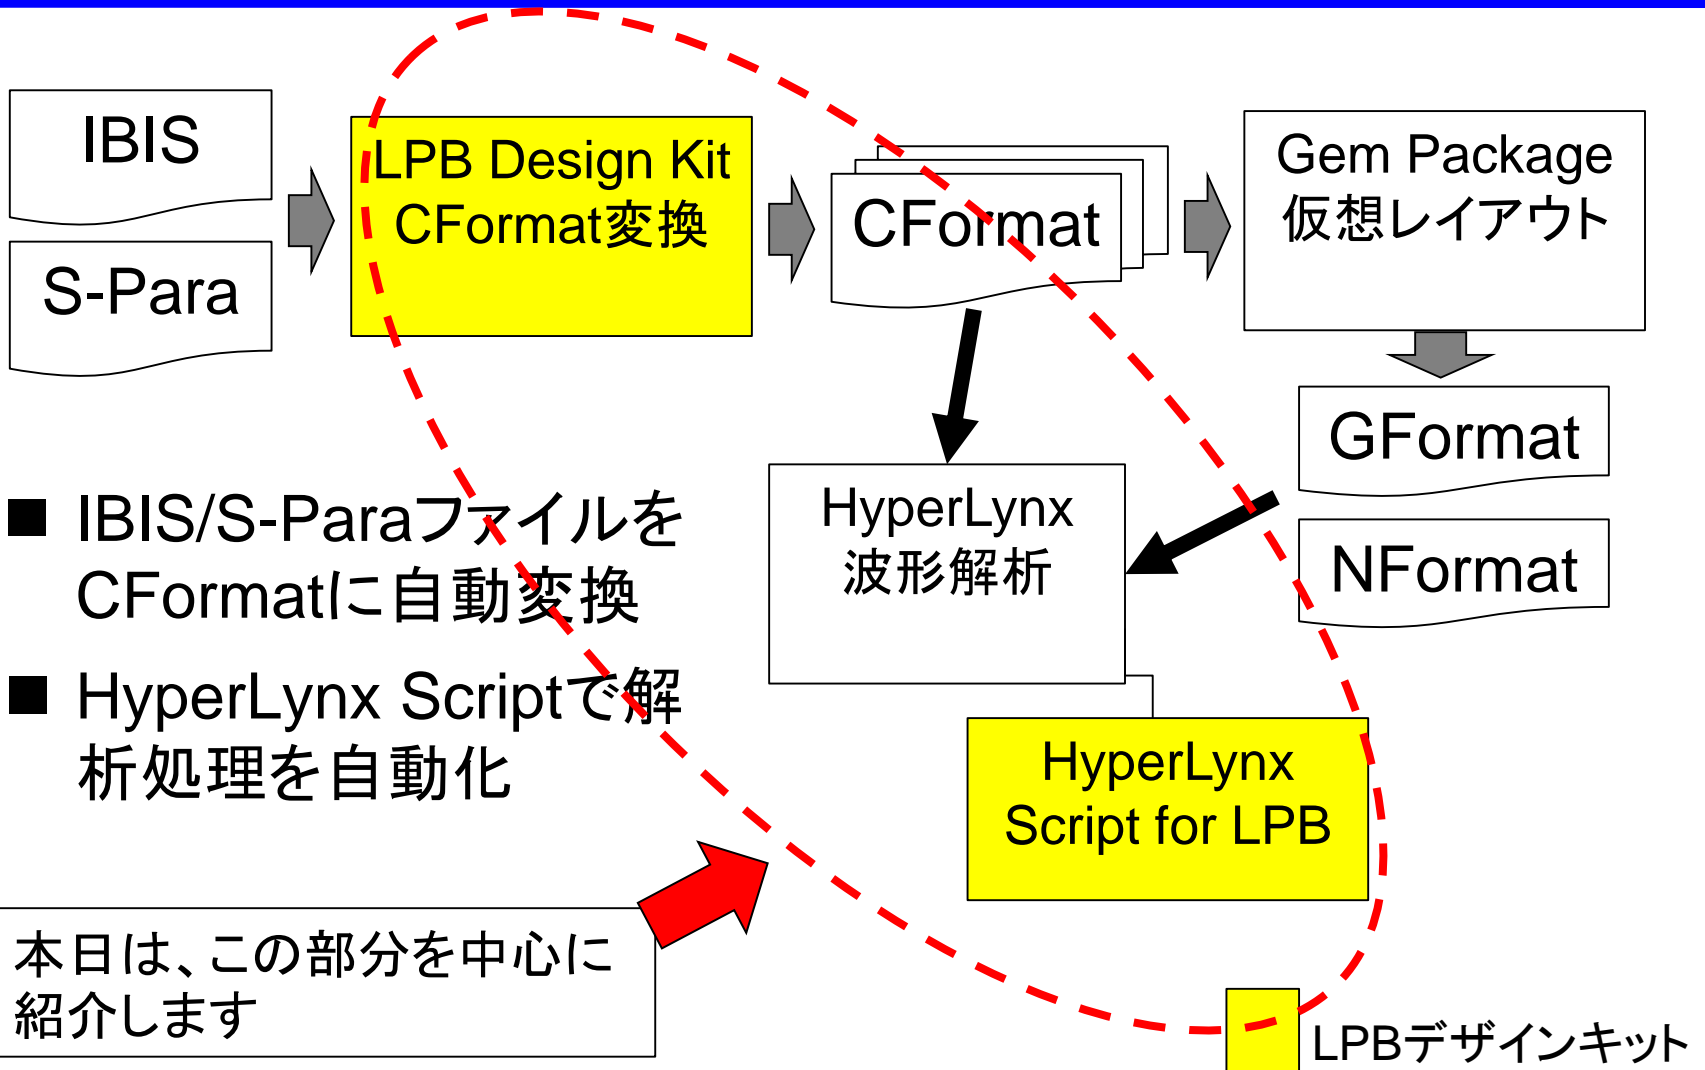 IBIS
S-Para
LPB Design Kit
CFormat変換
CFormat
Gem Package
仮想レイアウト
GFormat
NFormat
HyperLynx
波形解析
HyperLynx
Script for LPB
■ IBIS/S-Paraファイルを
CFormatに自動変換
■ HyperLynx Scriptで解
析処理を自動化
本日は、この部分を中心に
紹介します
LPBデザインキット